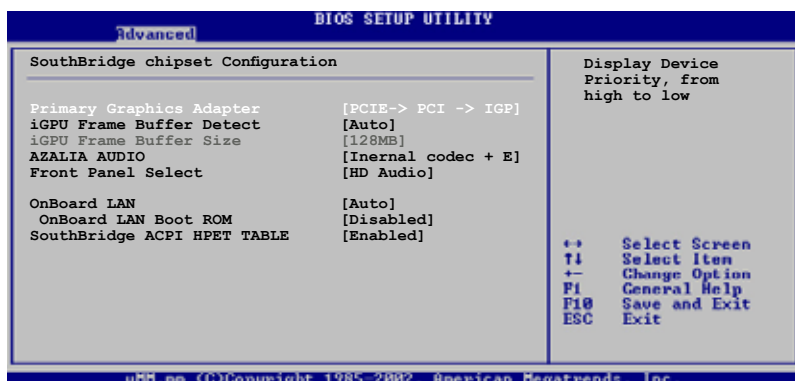 BIOS SETUP UTILITY
Advanced
SouthBridge chipset Configuration
Primary Graphics Adapter [PCIE-> PCI -> IGP]
iGPU Frame Buffer Detect [Auto]
iGPU Frame Buffer Size [128MB]
AZALIA AUDIO [Inernal codec + E]
Front Panel Select [HD Audio]
OnBoard LAN [Auto]
OnBoard LAN Boot ROM [Disabled]
SouthBridge ACPI HPET TABLE [Enabled]
Display Device
Priority, from
high to low
↔ Select Screen
↑↓ Select Item
+- Change Option
F1 General Help
F10 Save and Exit
ESC Exit
(C)Copyright 1985-2002, American Megatrends, Inc